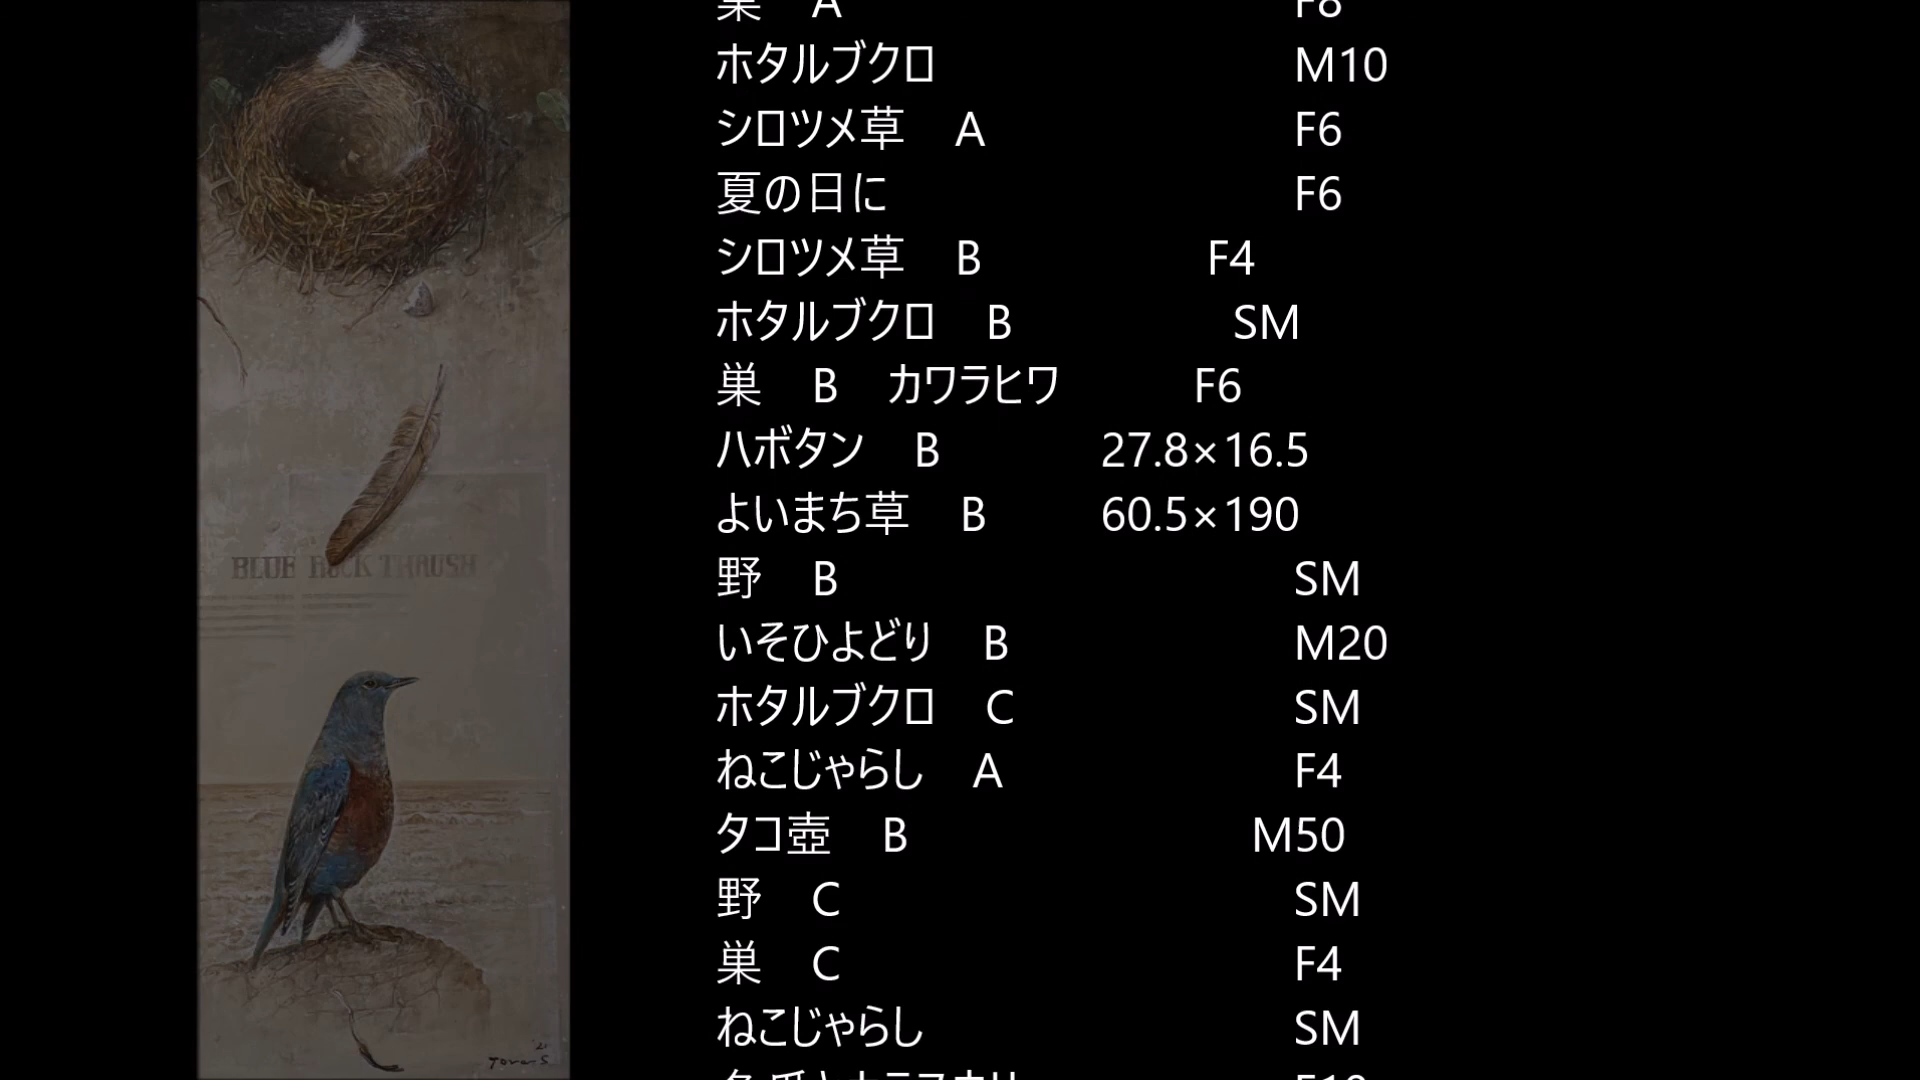 BLUE ROCK THRUSH
巣 A F8
ホタルブクロ M10
シロツメ草 A F6
夏の日に F6
シロツメ草 B F4
ホタルブクロ B SM
巣 B カワラヒワ F6
ハボタン B 27.8×16.5
よいまち草 B 60.5×190
野 B SM
いそひよどり B M20
ホタルブクロ C SM
ねこじゃらし A F4
タコ壺 B M50
野 C SM
巣 C F4
ねこじゃらし SM